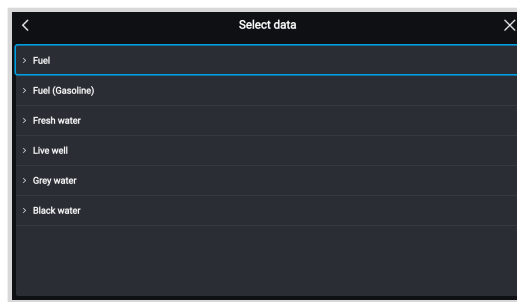 Select data
Fuel
Fuel (Gasoline)
Fresh water
Live well
Grey water
Black water